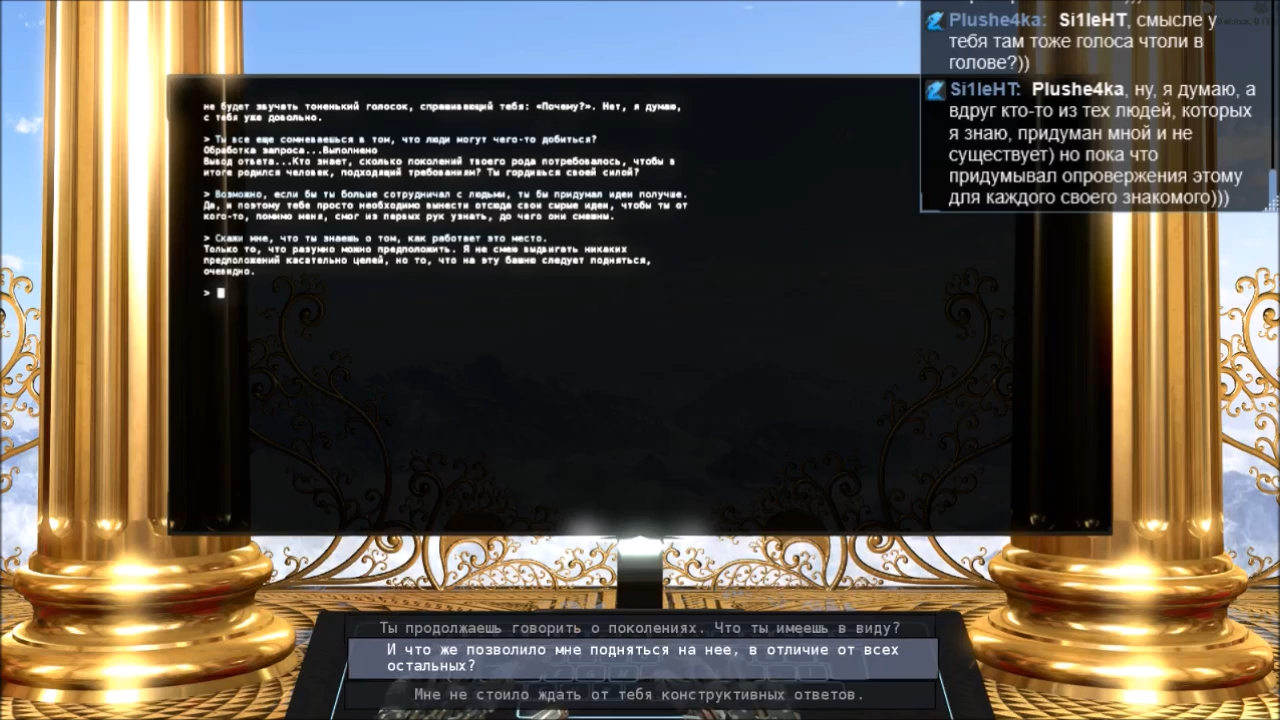 Plushe4ka: Si1leHT, смысле у
тебя там тоже голоса чтоли в
голове?))
Si1leHT: Plushe4ka, ну, я думаю, а
вдруг кто-то из тех людей, которых
я знаю, придуман мной и не
существует) но пока что
придумывал опровержения этому
для каждого своего знакомого)))
не будет звучать тоненький голосок, спрашивающий тебя: «Почему?». Нет, я думаю,
с тебя уже довольно.
> Ты все еще сомневаешься в том, что люди могут чего-то добиться?
Обработка запроса...Выполнено
Вывод ответа...Кто знает, сколько поколений твоего рода потребовалось, чтобы в
итоге родился человек, подходящий требованиям? Ты гордишься своей силой?
> Возможно, если бы ты больше сотрудничал с людьми, ты бы придумал идеи получше.
Да, и поэтому тебе просто необходимо вынести отсюда свои сырые идеи, чтобы ты от
кого-то, помимо меня, смог из первых рук узнать, до чего они смешны.
> Скажи мне, что ты знаешь о том, как работает это место.
Только то, что разумно можно предположить. Я не смею выдвигать никаких
предположений касательно целей, но то, что на эту башню следует подняться,
очевидно.
>
Ты продолжаешь говорить о поколениях. Что ты имеешь в виду?
И что же позволило мне подняться на нее, в отличие от всех
остальных?
Мне не стоило ждать от тебя конструктивных ответов.